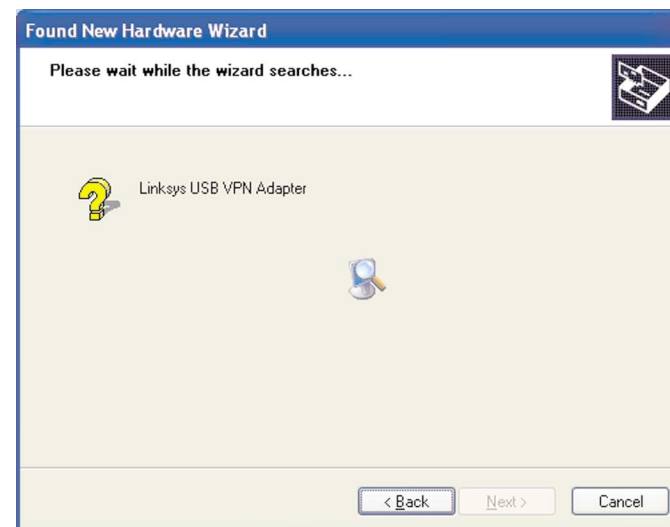 Found New Hardware Wizard
Please wait while the wizard searches...
Linksys USB VPN Adapter
< Back
Next >
Cancel